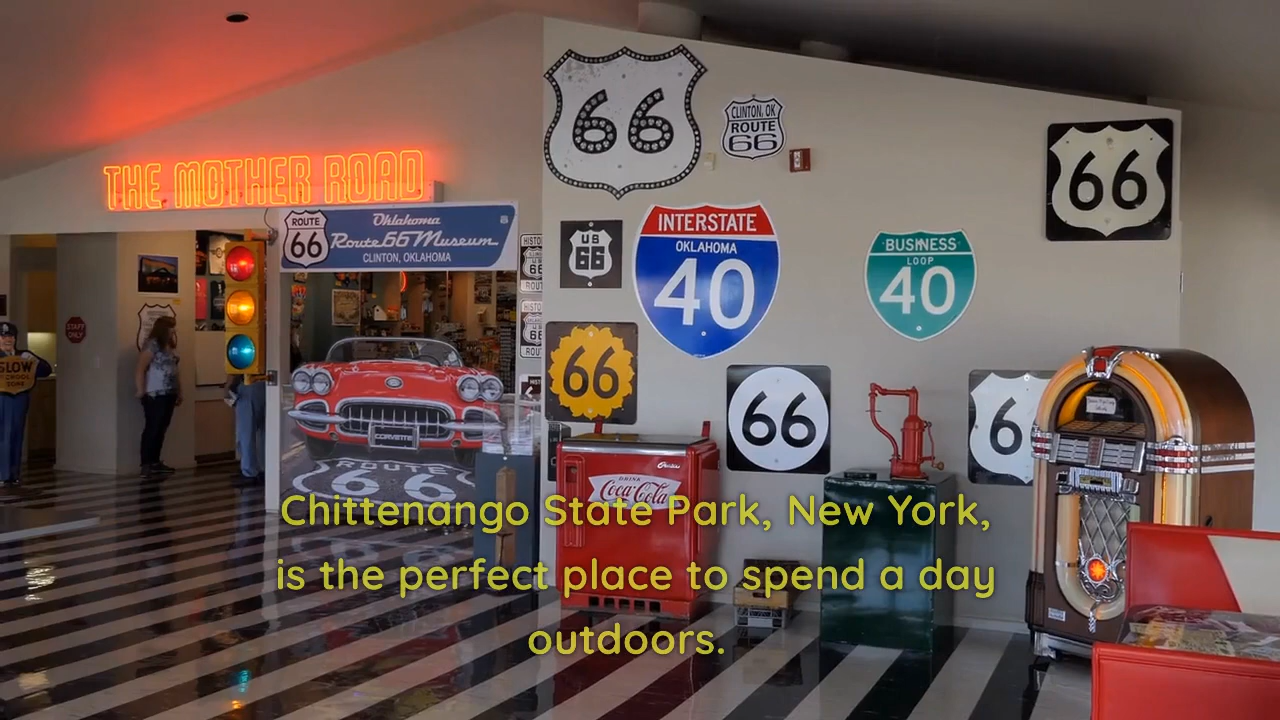 66
CLINTON, OK
ROUTE
66
66
THE MOTHER ROAD
ROUTE
66
Oklahoma
Route 66 Museum
CLINTON, OKLAHOMA
US
66
INTERSTATE
OKLAHOMA
40
BUSINESS
LOOP
40
STAFF
ONLY
SLOW
SCHOOL
ZONE
66
66
6
CORVETTE
ROUTE
66
DRINK
Coca-Cola
Chittenango State Park, New York,
is the perfect place to spend a day
outdoors.